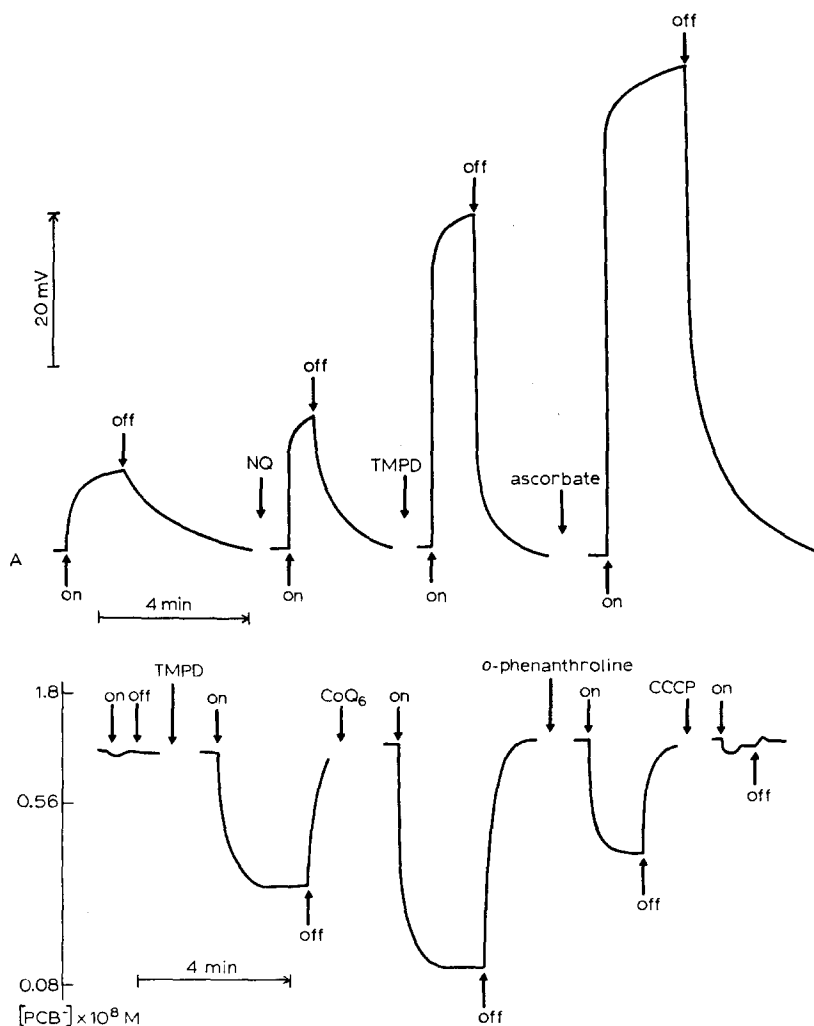 off
off
20 mV
off
off
NQ
TMPD
ascorbate
A
on
on
on
on
4 min
TMPD
o-phenanthroline
1.8
on off
on
CoQ6
on
on
CCCP
on
0.56
off
off
off
4 min
0.08
off
[PCB⁻] × 10⁸ M